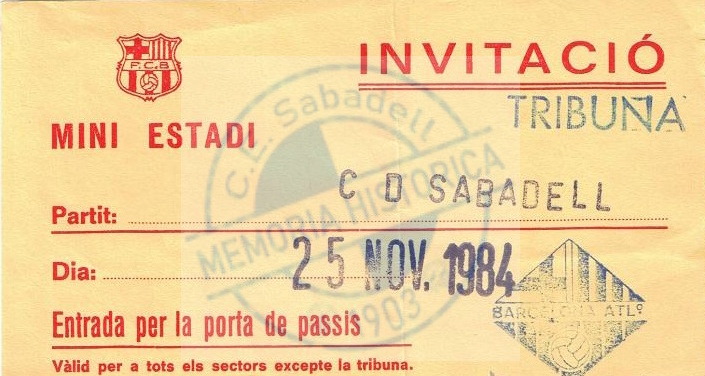 INVITACIÓ
F.C.B
TRIBUNA
MINI ESTADI
C.E. Sabadell
MEMORIA HISTORICA
1903
Partit: C D SABADELL
Dia: 25 NOV. 1984
BARCELONA ATLº
Entrada per la porta de passis
Vàlid per a tots els sectors excepte la tribuna.